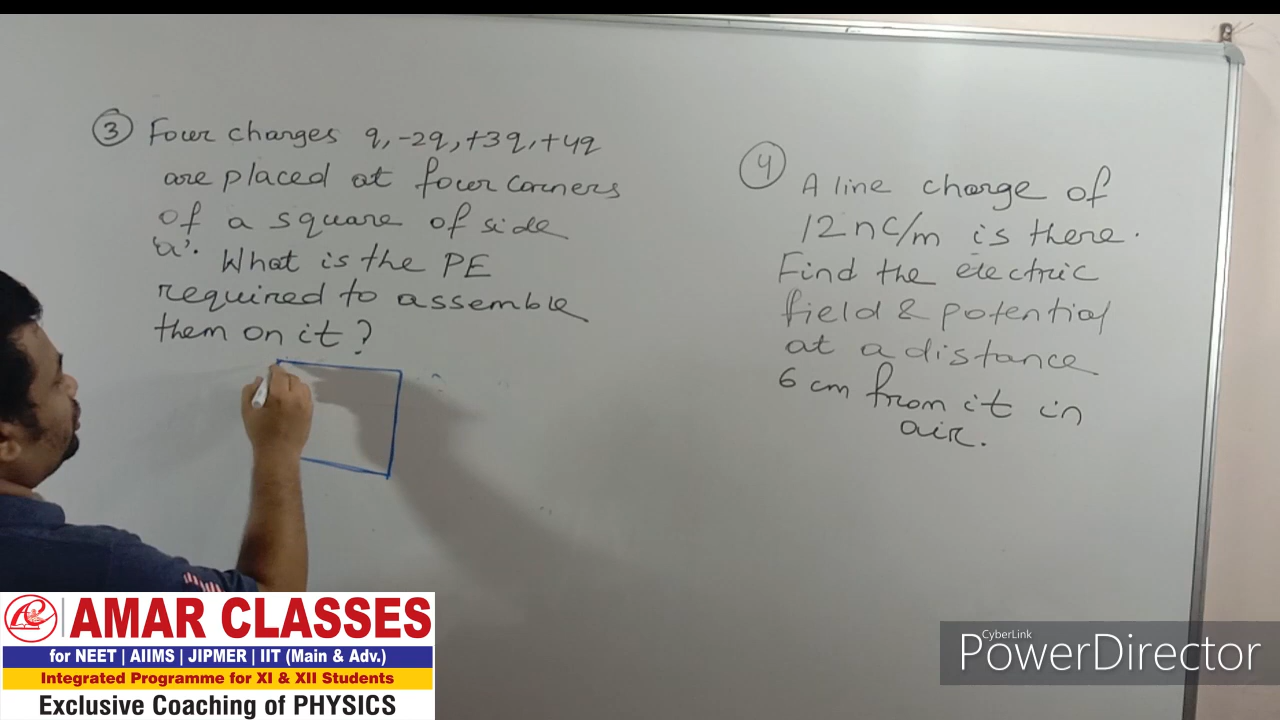 ③ Four charges q, -2q, +3q, +4q
are placed at four corners
of a square of side
'a'. What is the PE
required to assemble
them on it?
④ A line charge of
12 nC/m is there.
Find the electric
field & potential
at a distance
6 cm from it in
air.
AMAR CLASSES
for NEET | AIIMS | JIPMER | IIT (Main & Adv.)
Integrated Programme for XI & XII Students
Exclusive Coaching of PHYSICS
CyberLink
PowerDirector